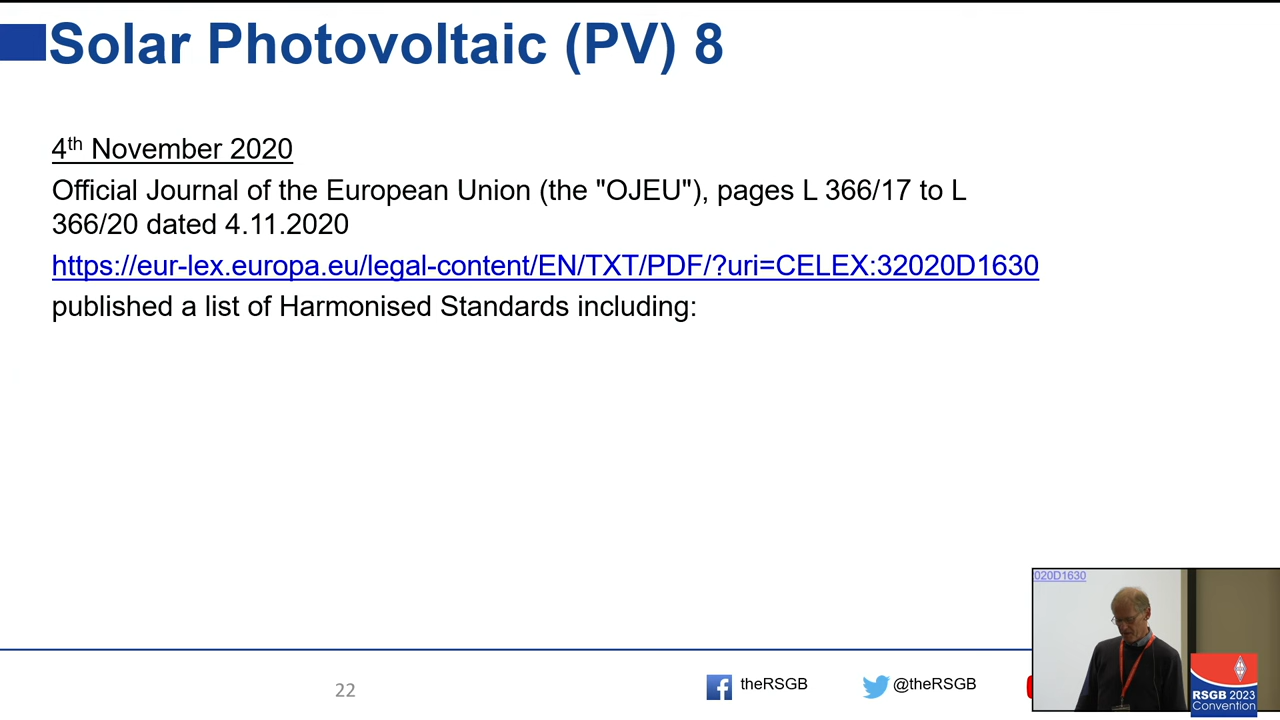 Solar Photovoltaic (PV) 8
4th November 2020
Official Journal of the European Union (the "OJEU"), pages L 366/17 to L
366/20 dated 4.11.2020
https://eur-lex.europa.eu/legal-content/EN/TXT/PDF/?uri=CELEX:32020D1630
published a list of Harmonised Standards including:
020D1630
22
theRSGB
@theRSGB
RSGB 2023
Convention